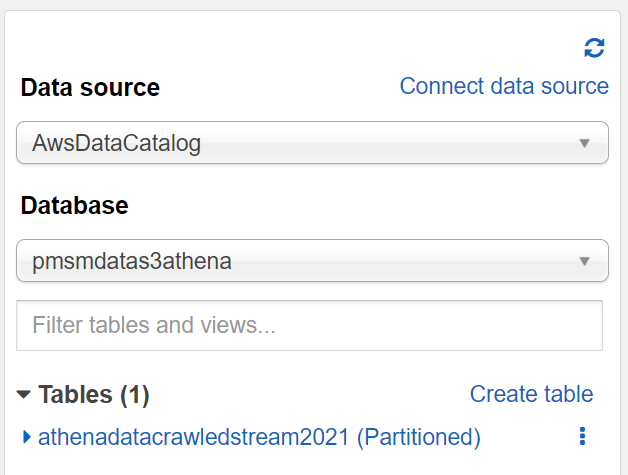 Data source Connect data source
AwsDataCatalog
Database
pmsmdatas3athena
Filter tables and views...
Tables (1) Create table
athenadatacrawledstream2021 (Partitioned)